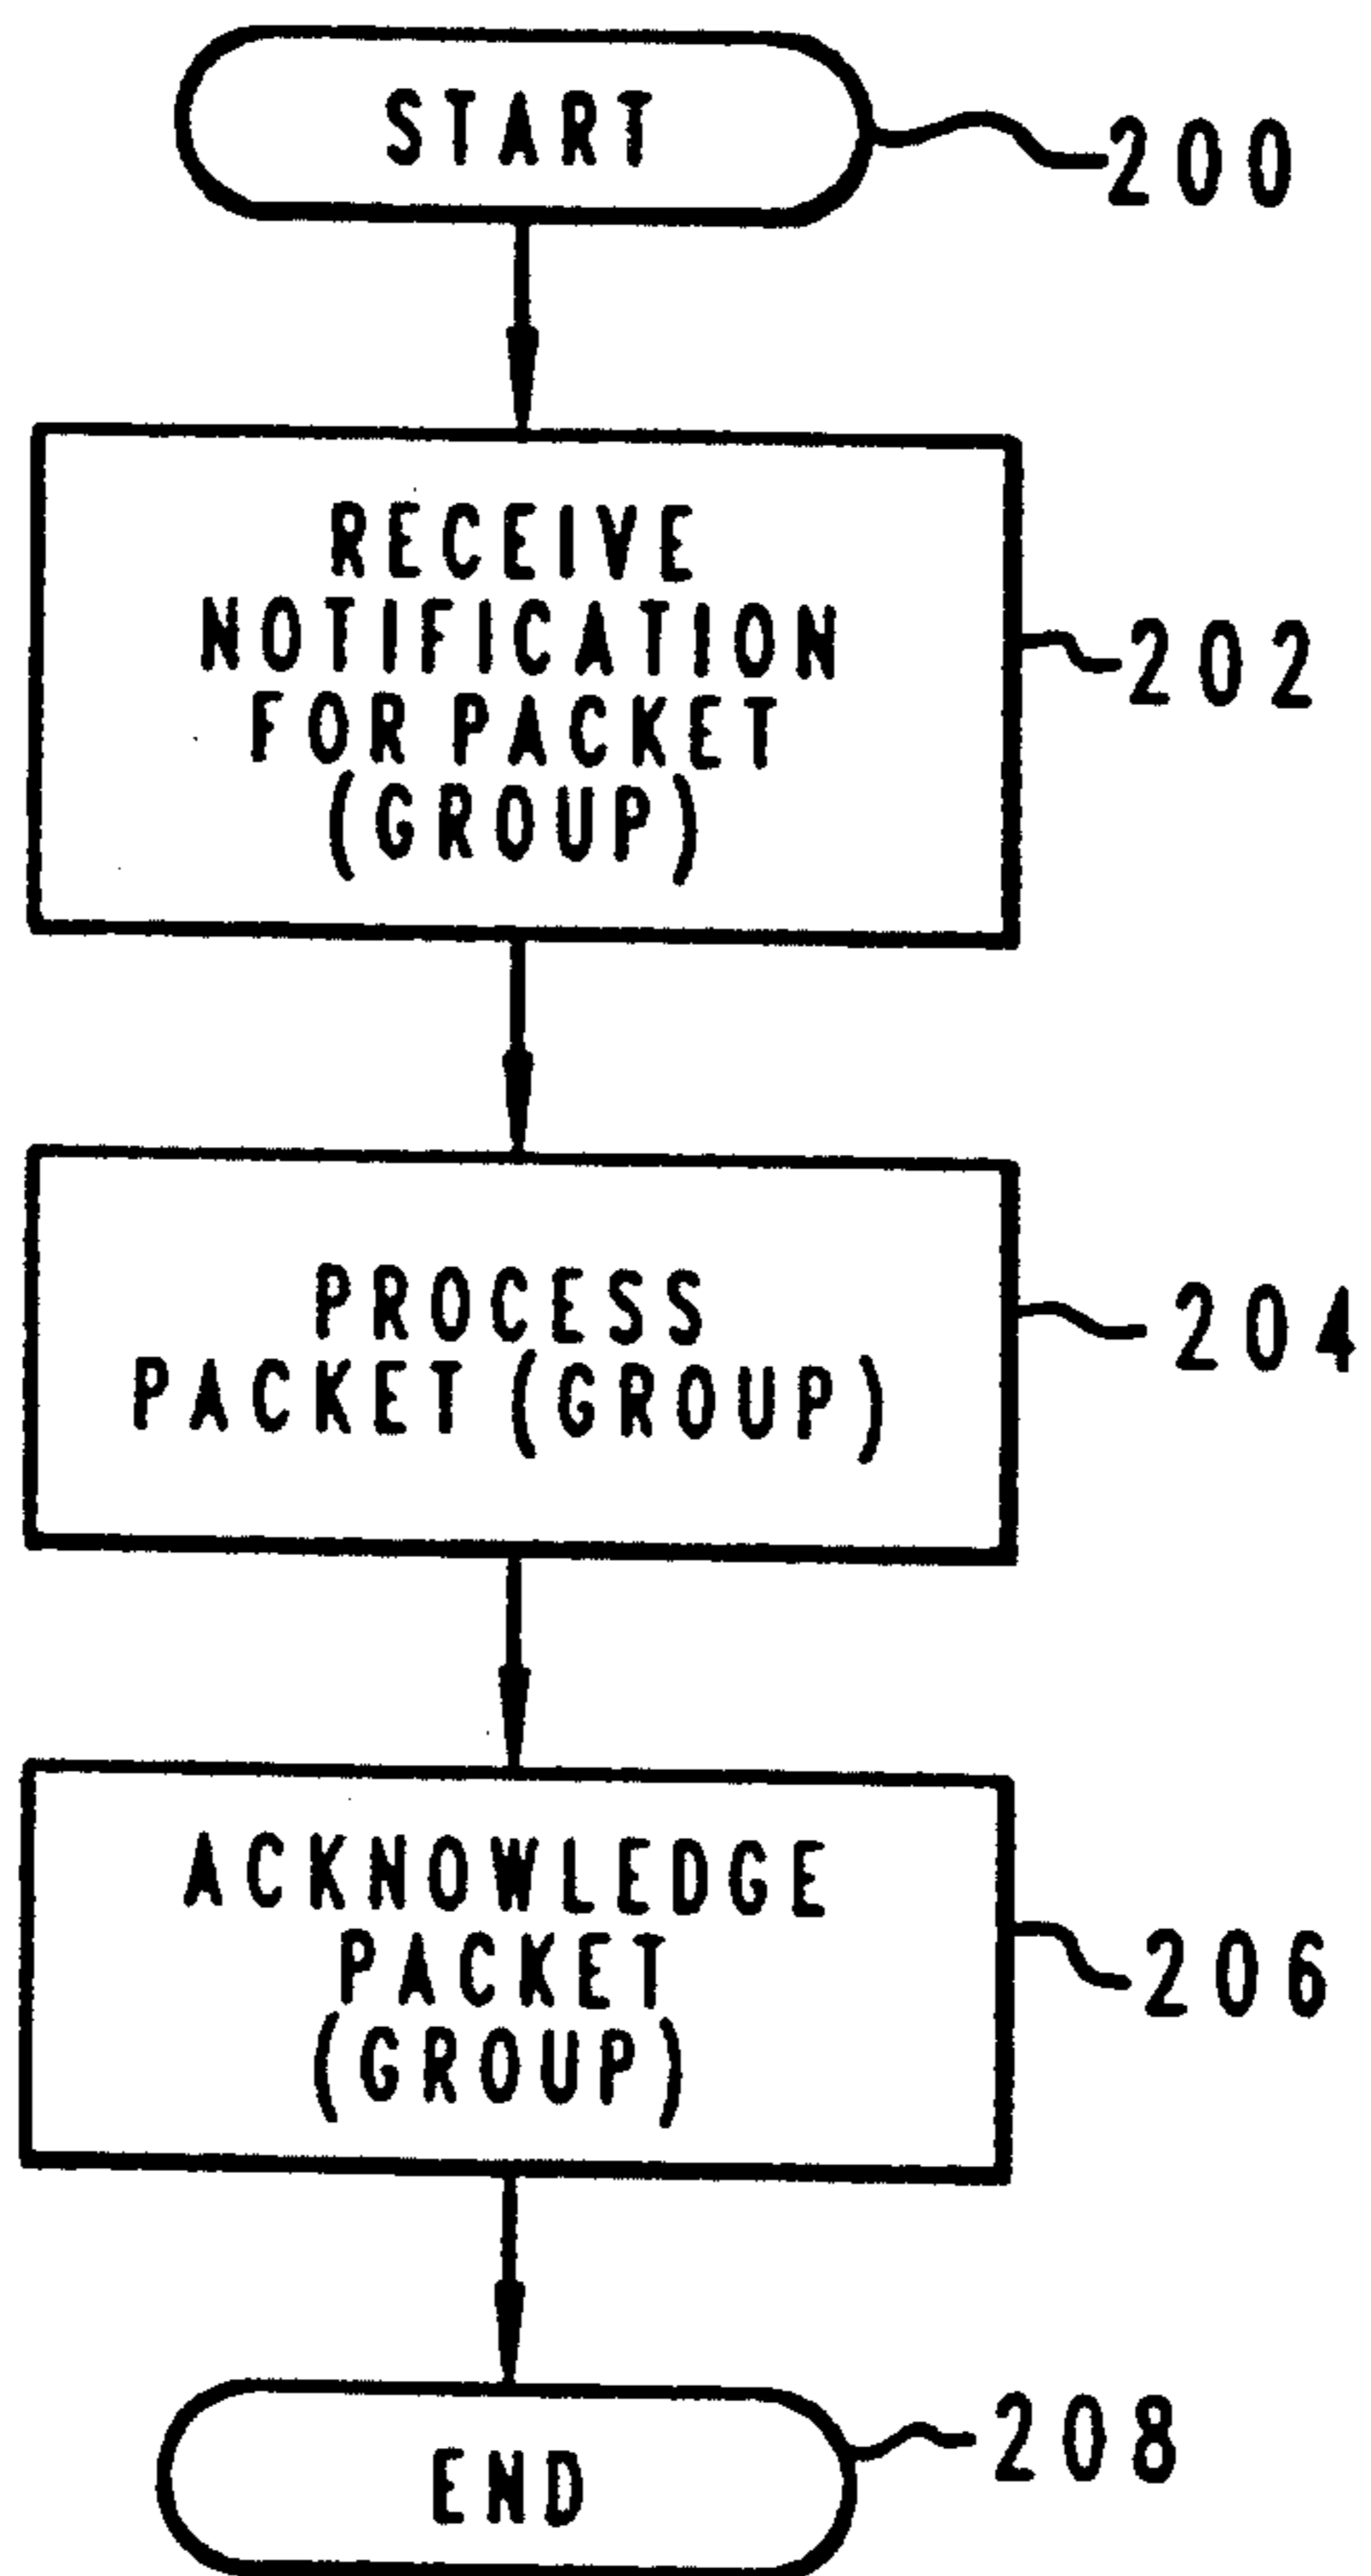 START
200
RECEIVE
NOTIFICATION
FOR PACKET
(GROUP)
202
PROCESS
PACKET (GROUP)
204
ACKNOWLEDGE
PACKET
(GROUP)
206
END
208